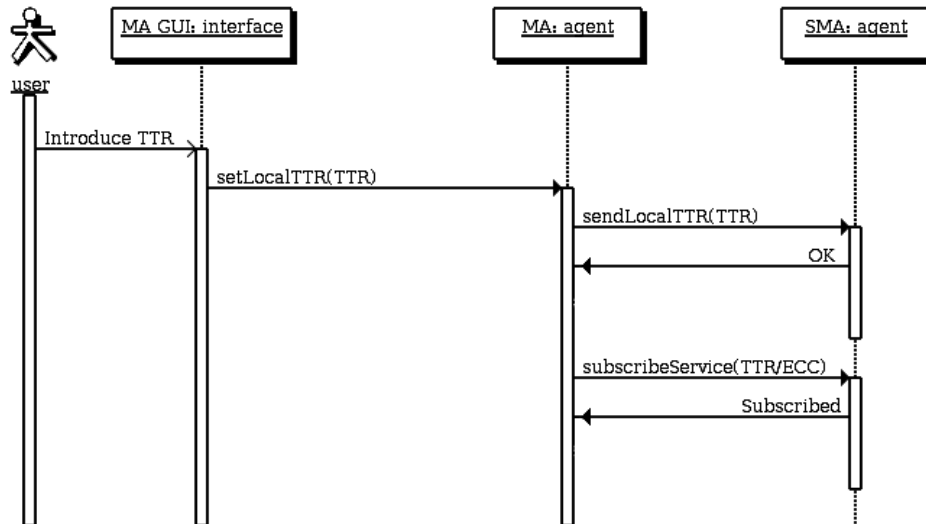 MA GUI: interface
MA: agent
SMA: agent
user
Introduce TTR
setLocalTTR(TTR)
sendLocalTTR(TTR)
OK
subscribeService(TTR/ECC)
Subscribed